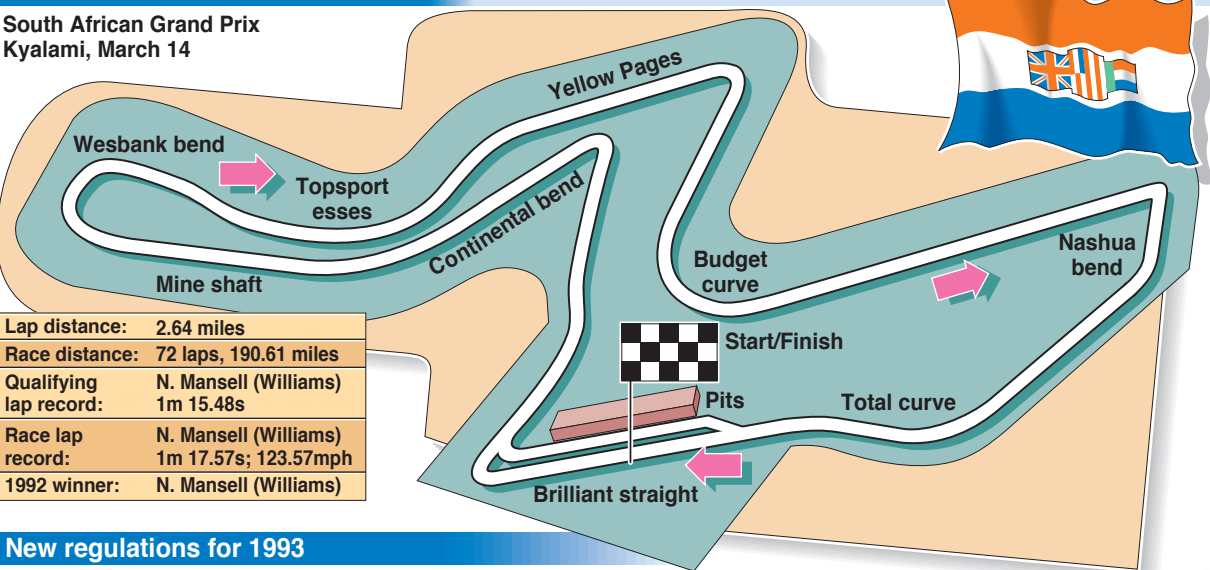 South African Grand Prix
Kyalami, March 14
Yellow Pages
Wesbank bend
Topsport
esses
Continental bend
Mine shaft
Budget
curve
Nashua
bend
Start/Finish
Pits
Total curve
Brilliant straight
Lap distance: 2.64 miles
Race distance: 72 laps, 190.61 miles
Qualifying N. Mansell (Williams)
lap record: 1m 15.48s
Race lap N. Mansell (Williams)
record: 1m 17.57s; 123.57mph
1992 winner: N. Mansell (Williams)
New regulations for 1993